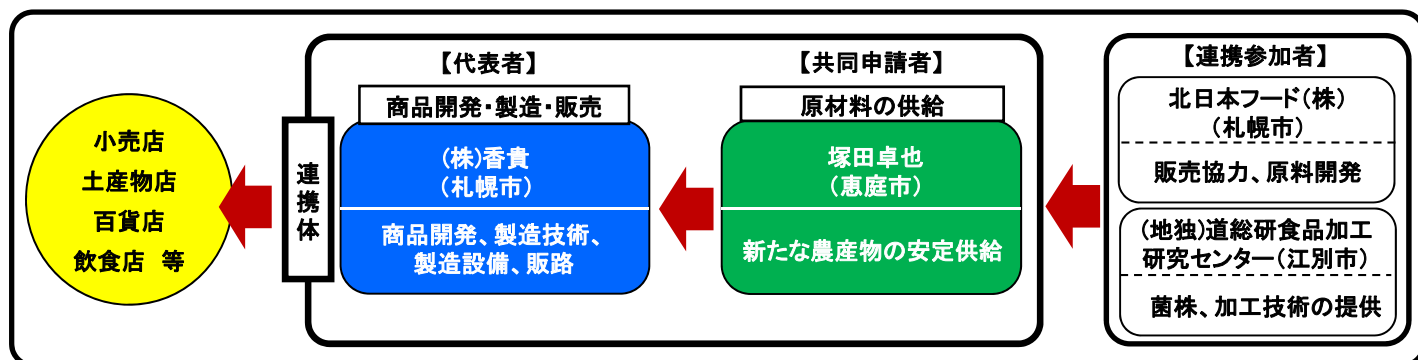 小売店
土産物店
百貨店
飲食店 等
連携体
【代表者】
商品開発・製造・販売
(株)香貴
(札幌市)
商品開発、製造技術、
製造設備、販路
【共同申請者】
原材料の供給
塚田卓也
(恵庭市)
新たな農産物の安定供給
【連携参加者】
北日本フード(株)
(札幌市)
販売協力、原料開発
(地独)道総研食品加工
研究センター(江別市)
菌株、加工技術の提供